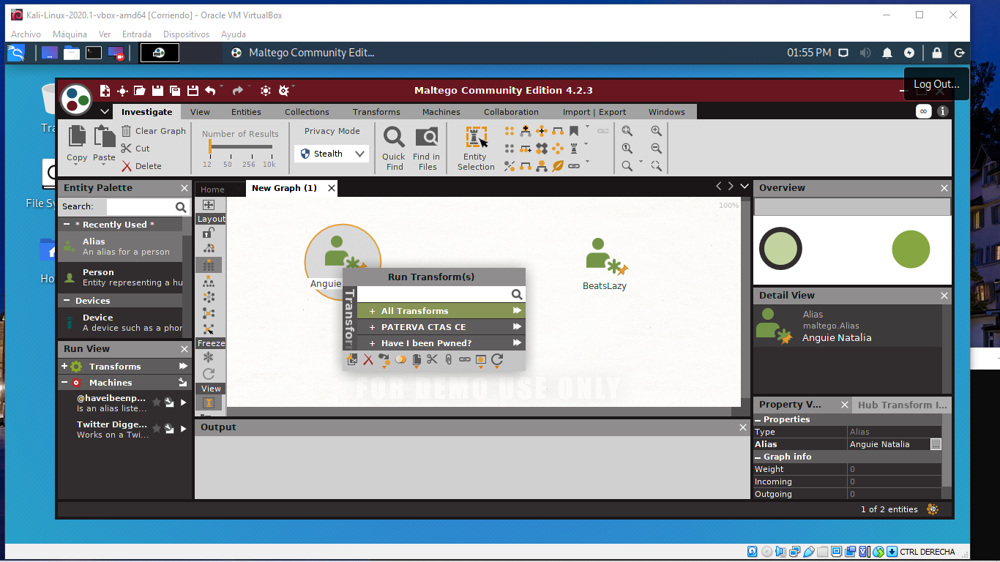 Kali-Linux-2020.1-vbox-amd64 [Corriendo] - Oracle VM VirtualBox
Archivo Máquina Ver Entrada Dispositivos Ayuda
Maltego Community Edit... 01:55 PM
Log Out...
Maltego Community Edition 4.2.3
Investigate View Entities Collections Transforms Machines Collaboration Import | Export Windows
Copy
Paste
Clear Graph
Cut
Delete
Number of Results
12 50 256 10k
Privacy Mode
Stealth
Quick
Find
Find in
Files
Entity
Selection
Tra
File Sy
Ho
Entity Palette
Search:
* Recently Used *
Alias
An alias for a person
Person
Entity representing a hu
Devices
Device
A device such as a phor
Run View
Transforms
Machines
@haveibeenp...
Is an alias liste...
Twitter Digge...
Works on a Twi...
Home
New Graph (1)
Layout
Freeze
View
100%
Anguie
BeatsLazy
Run Transform(s)
Transfor
+ All Transforms
+ PATERVA CTAS CE
+ Have I been Pwned?
FOR DEMO USE ONLY
Output
Overview
Detail View
Alias
maltego.Alias
Anguie Natalia
Property V... Hub Transform I...
Properties
Type Alias
Alias Anguie Natalia ...
Graph info
Weight 0
Incoming 0
Outgoing 0
1 of 2 entities
CTRL DERECHA